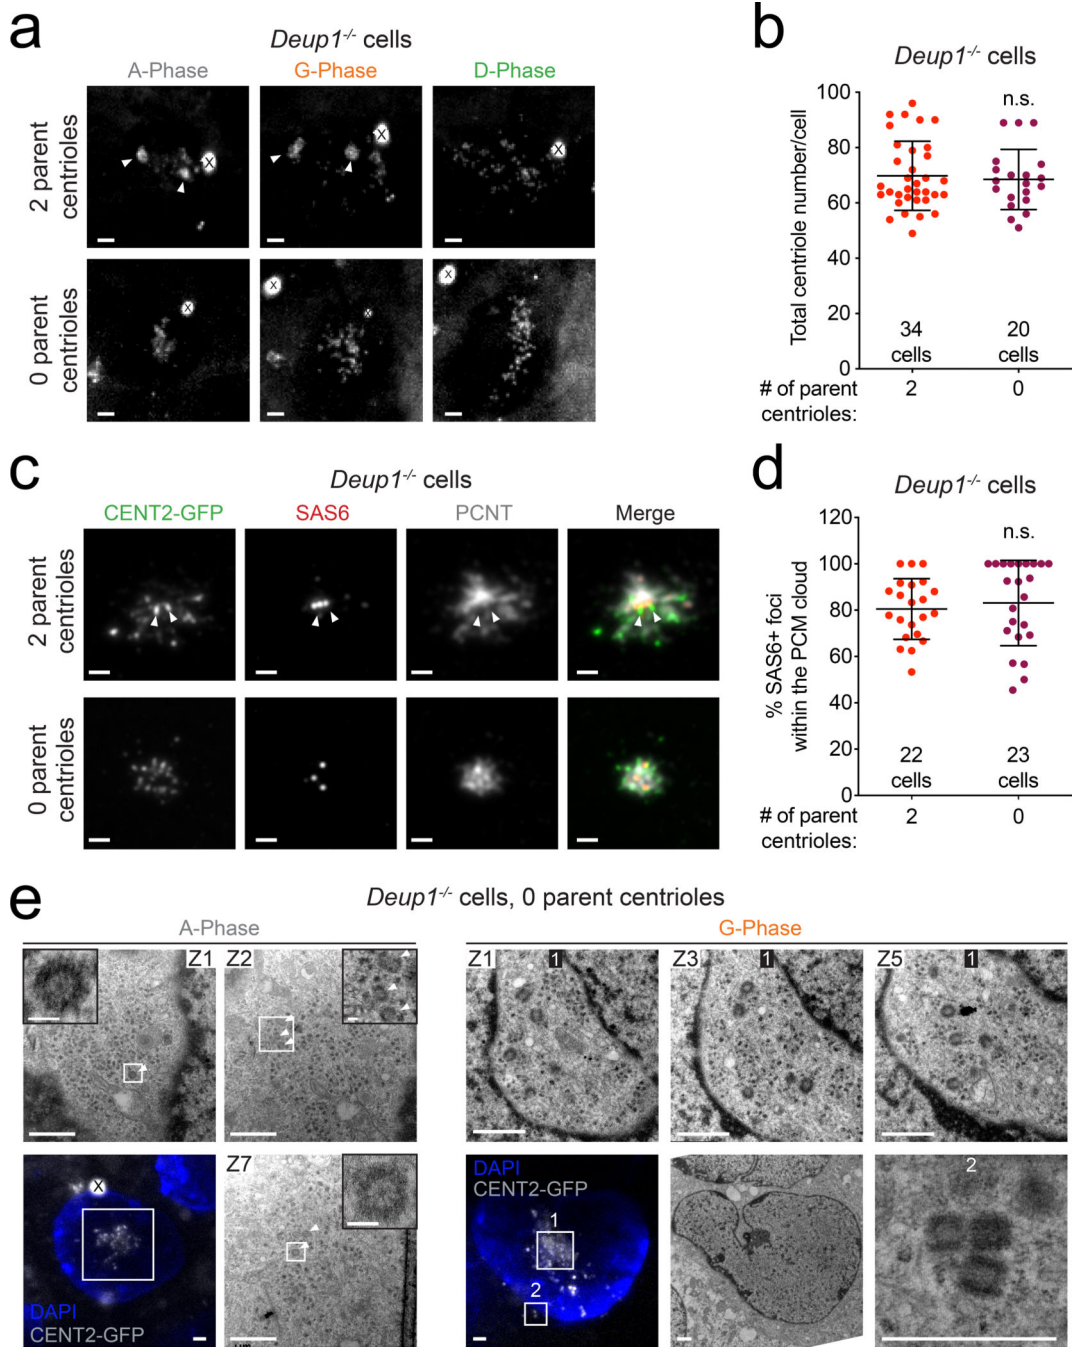 a
Deup1-/- cells
A-Phase G-Phase D-Phase
2 parent
centrioles
X X X
0 parent
centrioles
X X X X
b
Deup1-/- cells
n.s.
Total centriole number/cell
100
80
60
40
20
0
34
cells
20
cells
# of parent
centrioles:
2 0
c
Deup1-/- cells
CENT2-GFP SAS6 PCNT Merge
2 parent
centrioles
0 parent
centrioles
d
Deup1-/- cells
n.s.
% SAS6+ foci
within the PCM cloud
120
100
80
60
40
20
0
22
cells
23
cells
# of parent
centrioles:
2 0
e
Deup1-/- cells, 0 parent centrioles
A-Phase
Z1 Z2
X
DAPI
CENT2-GFP
Z7
G-Phase
Z1 1 Z3 1 Z5 1
DAPI
CENT2-GFP
1
2
2